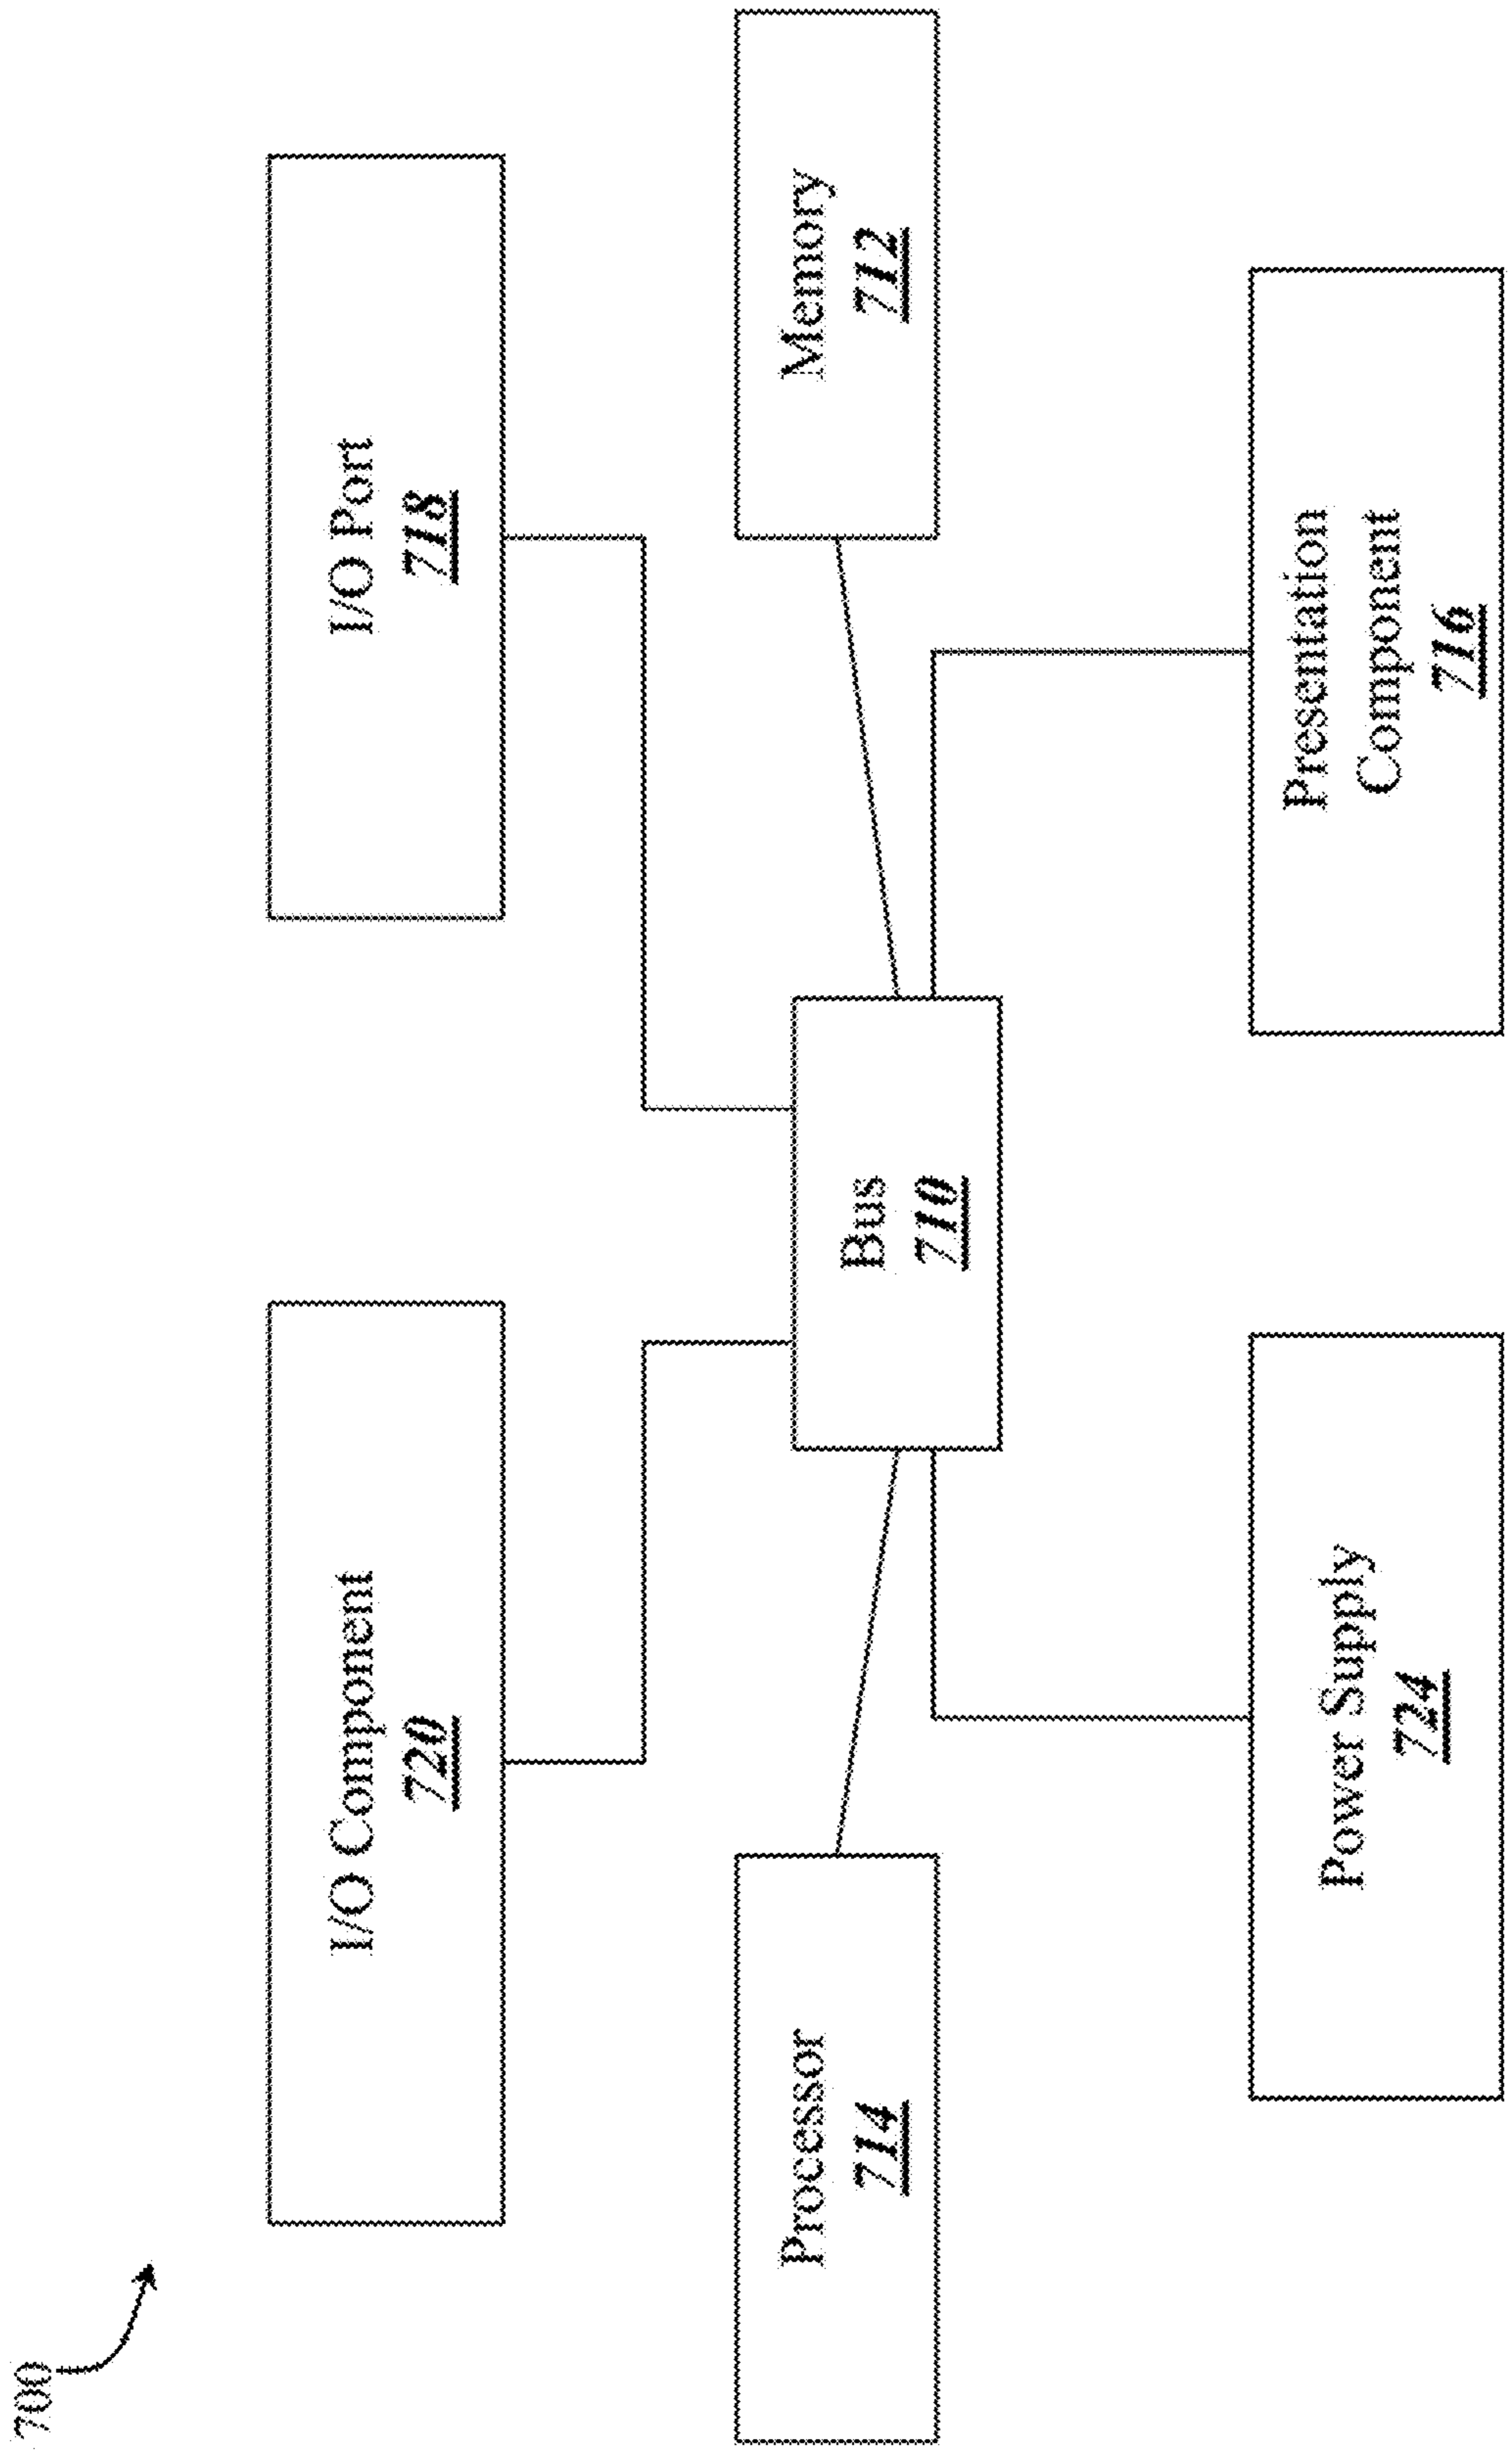 700
I/O Component
720
I/O Port
718
Processor
714
Bus
710
Memory
712
Power Supply
724
Presentation
Component
716